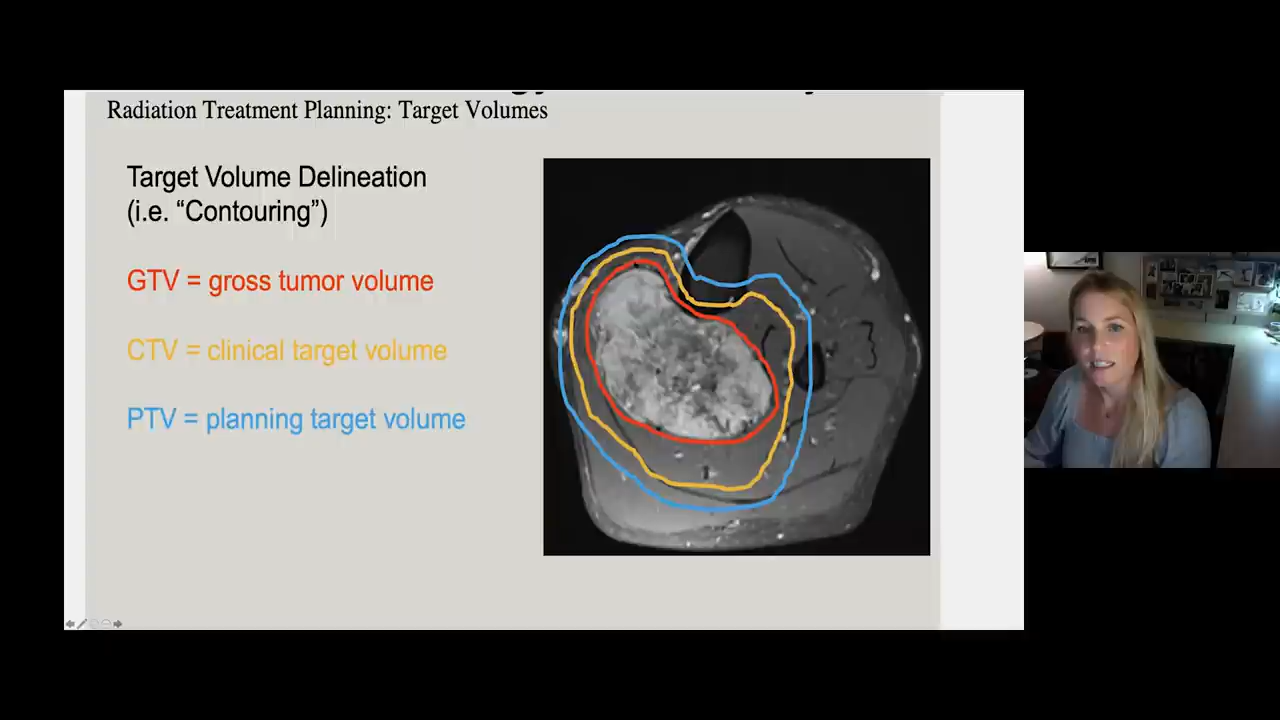 Radiation Treatment Planning: Target Volumes
Target Volume Delineation
(i.e. “Contouring”)
GTV = gross tumor volume
CTV = clinical target volume
PTV = planning target volume